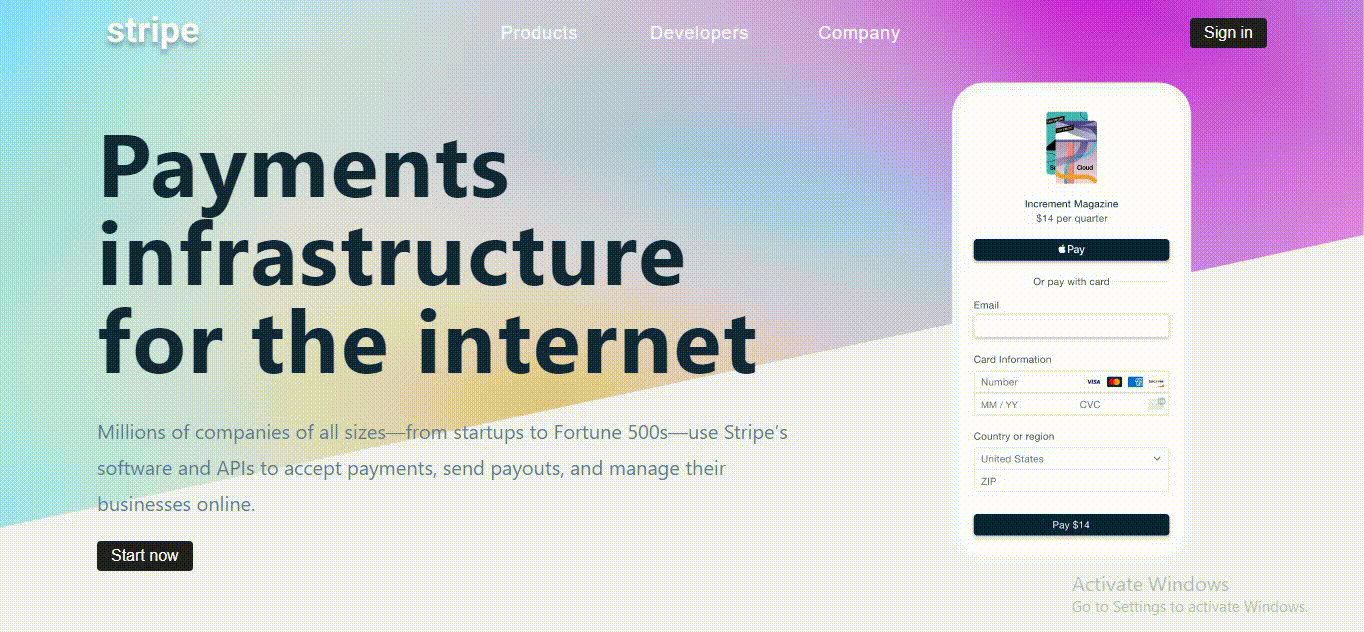 stripe
Products
Developers
Company
Sign in
Payments
infrastructure
for the internet
Millions of companies of all sizes—from startups to Fortune 500s—use Stripe’s
software and APIs to accept payments, send payouts, and manage their
businesses online.
Start now
Cloud
Increment Magazine
$14 per quarter
Pay
Or pay with card
Email
Card Information
Number
VISA
MM / YY
CVC
Country or region
United States
ZIP
Pay $14
Activate Windows
Go to Settings to activate Windows.